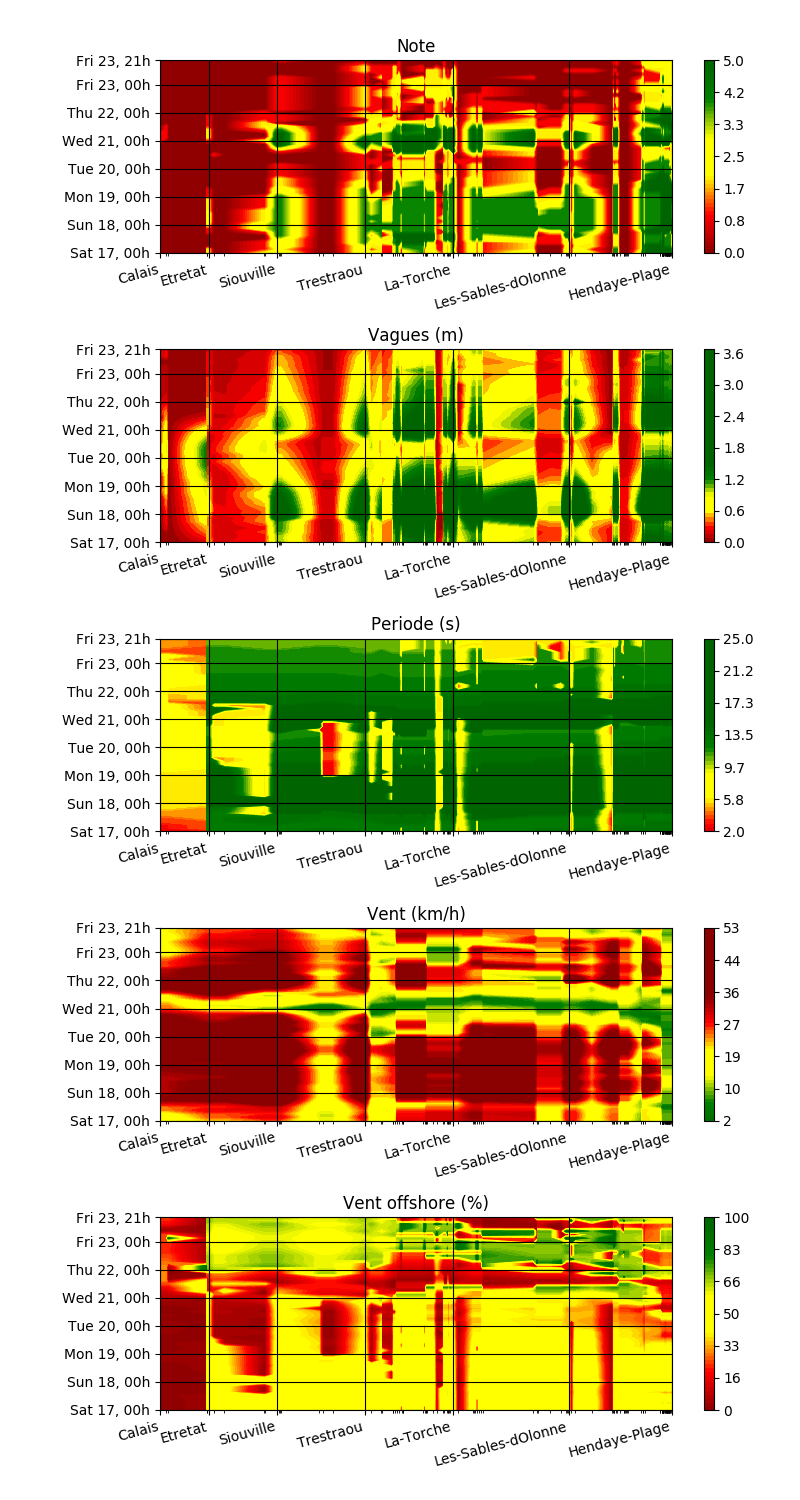 Note
Fri 23, 21h
Fri 23, 00h
Thu 22, 00h
Wed 21, 00h
Tue 20, 00h
Mon 19, 00h
Sun 18, 00h
Sat 17, 00h
Calais
Etretat
Siouville
Trestraou
La-Torche
Les-Sables-dOlonne
Hendaye-Plage
5.0
4.2
3.3
2.5
1.7
0.8
0.0
Vagues (m)
Fri 23, 21h
Fri 23, 00h
Thu 22, 00h
Wed 21, 00h
Tue 20, 00h
Mon 19, 00h
Sun 18, 00h
Sat 17, 00h
Calais
Etretat
Siouville
Trestraou
La-Torche
Les-Sables-dOlonne
Hendaye-Plage
3.6
3.0
2.4
1.8
1.2
0.6
0.0
Periode (s)
Fri 23, 21h
Fri 23, 00h
Thu 22, 00h
Wed 21, 00h
Tue 20, 00h
Mon 19, 00h
Sun 18, 00h
Sat 17, 00h
Calais
Etretat
Siouville
Trestraou
La-Torche
Les-Sables-dOlonne
Hendaye-Plage
25.0
21.2
17.3
13.5
9.7
5.8
2.0
Vent (km/h)
Fri 23, 21h
Fri 23, 00h
Thu 22, 00h
Wed 21, 00h
Tue 20, 00h
Mon 19, 00h
Sun 18, 00h
Sat 17, 00h
Calais
Etretat
Siouville
Trestraou
La-Torche
Les-Sables-dOlonne
Hendaye-Plage
53
44
36
27
19
10
2
Vent offshore (%)
Fri 23, 21h
Fri 23, 00h
Thu 22, 00h
Wed 21, 00h
Tue 20, 00h
Mon 19, 00h
Sun 18, 00h
Sat 17, 00h
Calais
Etretat
Siouville
Trestraou
La-Torche
Les-Sables-dOlonne
Hendaye-Plage
100
83
66
50
33
16
0